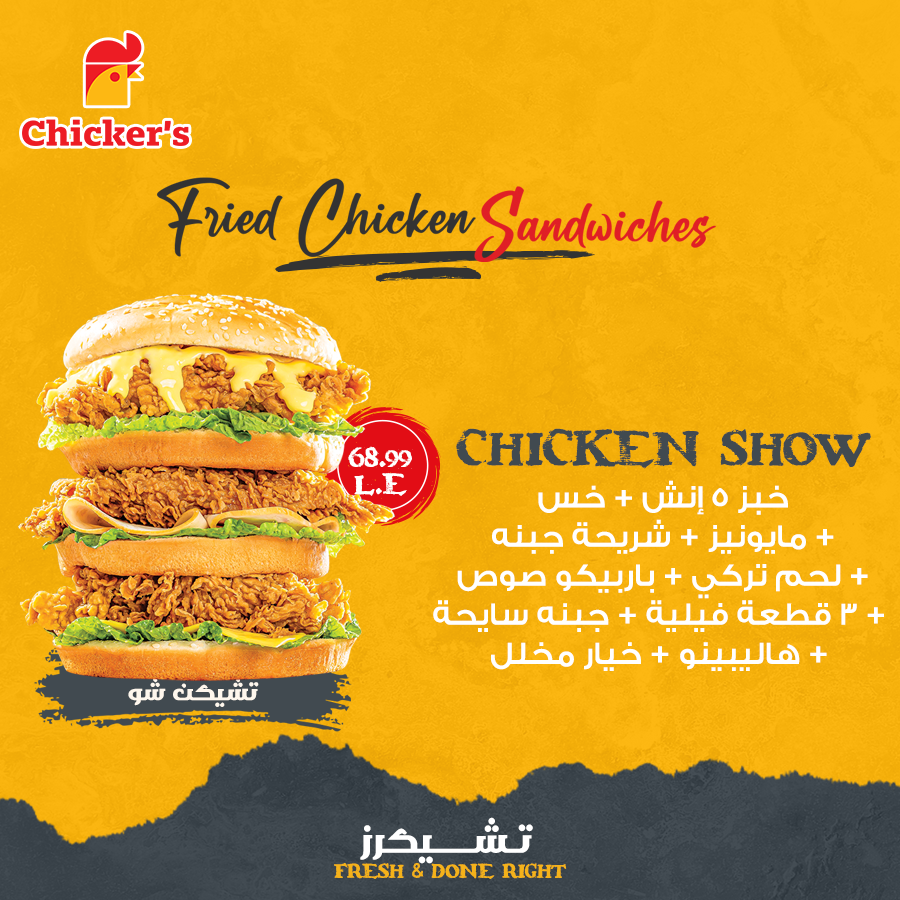 Chicker's
Fried Chicken Sandwiches
68.99
L.E
CHICKEN SHOW
خبز ٥ إنش + خس
+ مايونيز + شريحة جبنه
+ لحم تركي + باربيكو صوص
+ ٣ قطعة فيلية + جبنه سايحة
+ هاليبينو + خيار مخلل
تشيكن شو
تشيكرز
FRESH & DONE RIGHT